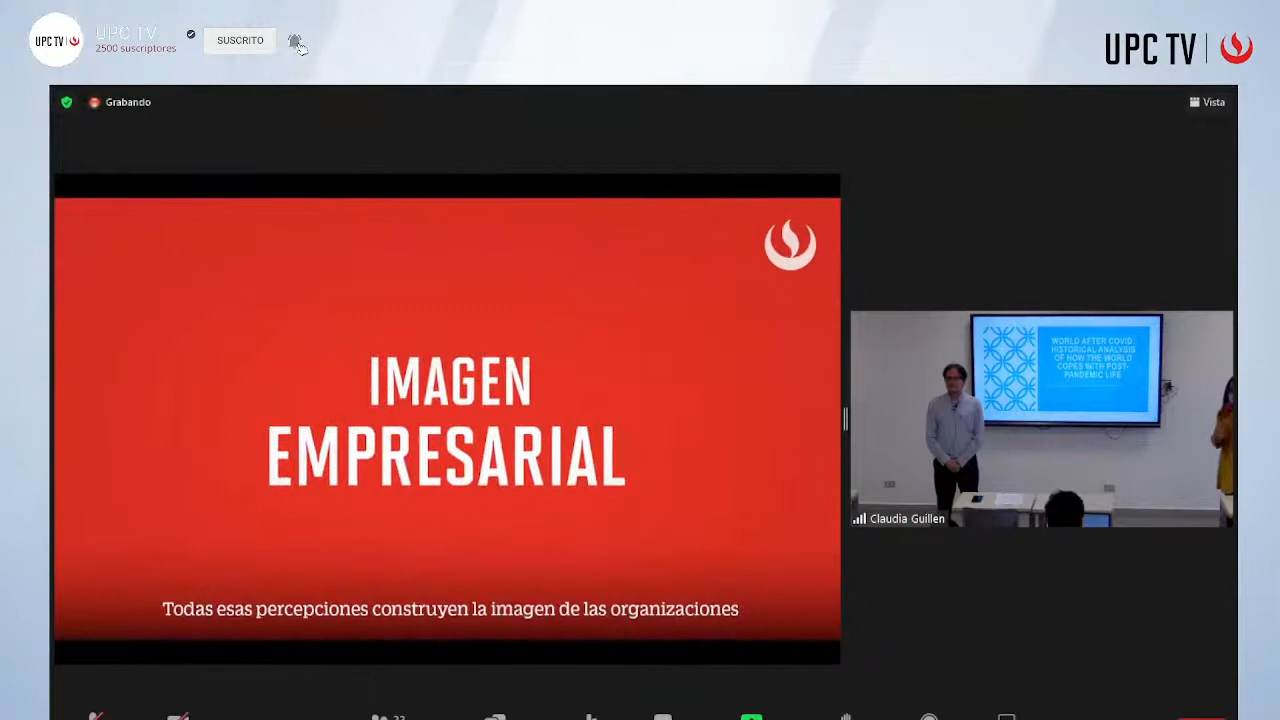 UPC TV
UPC TV
2500 suscriptores
SUSCRITO
UPC TV
Grabando
Vista
IMAGEN
EMPRESARIAL
Todas esas percepciones construyen la imagen de las organizaciones
WORLD AFTER COVID:
HISTORICAL ANALYSIS
OF HOW THE WORLD
COPES WITH POST-
PANDEMIC LIFE
Claudia Guillen